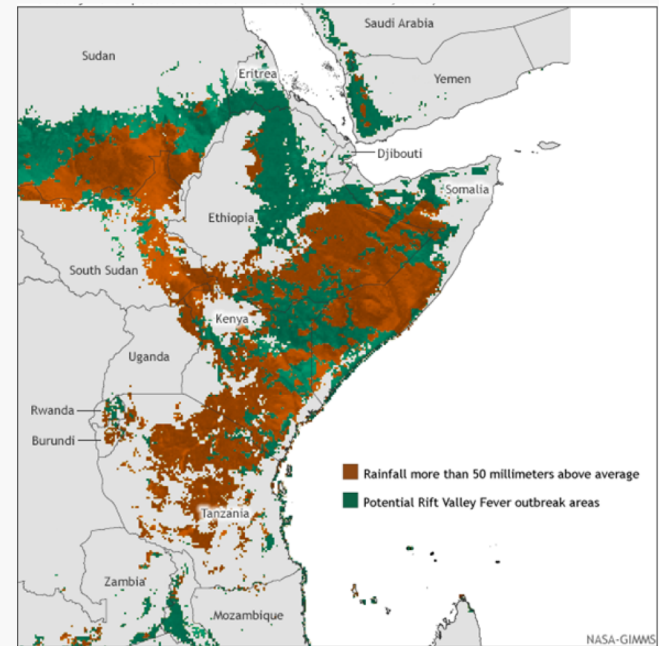 Saudi Arabia
Sudan
Eritrea
Yemen
Djibouti
Somalia
Ethiopia
South Sudan
Kenya
Uganda
Rwanda
Burundi
Rainfall more than 50 millimeters above average
Potential Rift Valley Fever outbreak areas
Tanzania
Zambia
Mozambique
NASA-GIMMS